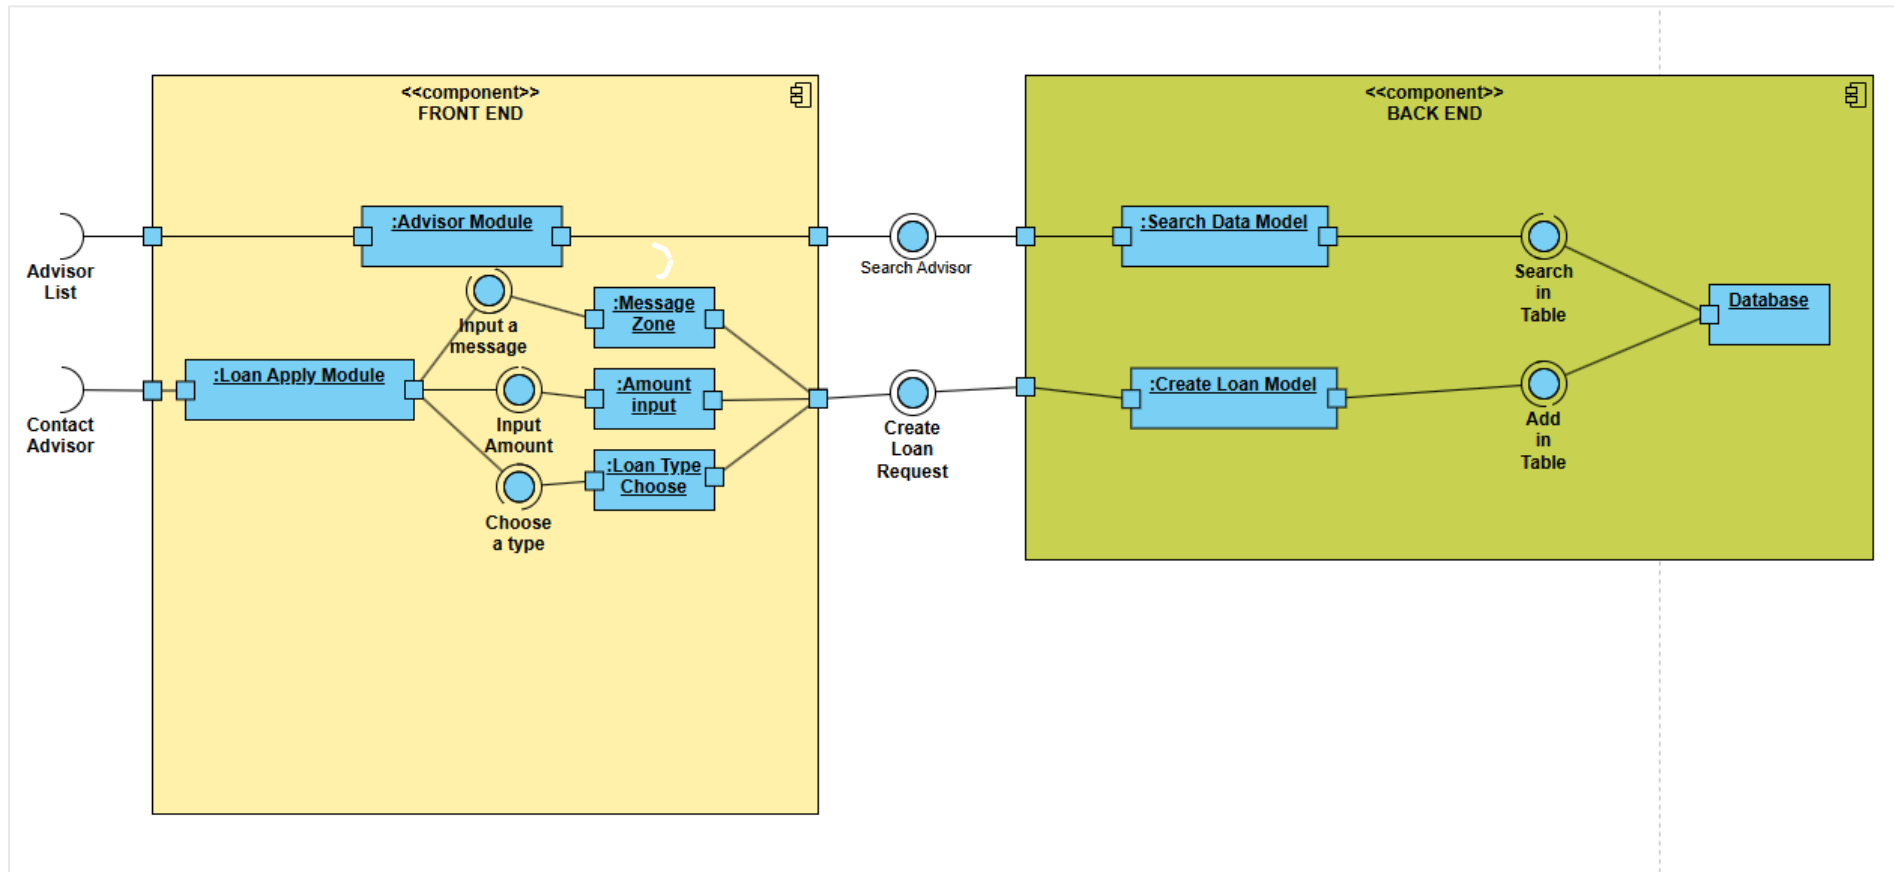 <<component>>
FRONT END
<<component>>
BACK END
Advisor
List
:Advisor Module
Search Advisor
:Search Data Model
Search
in
Table
Database
Input a
message
:Message
Zone
Contact
Advisor
:Loan Apply Module
Input
Amount
:Amount
input
Create
Loan
Request
:Create Loan Model
Add
in
Table
Choose
a type
:Loan Type
Choose